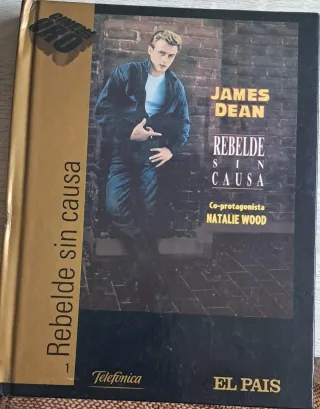 JAMES
DEAN
REBELDE
SIN
CAUSA
Co-protagonista
NATALIE WOOD
1 Rebelde sin causa
Telefónica
EL PAIS